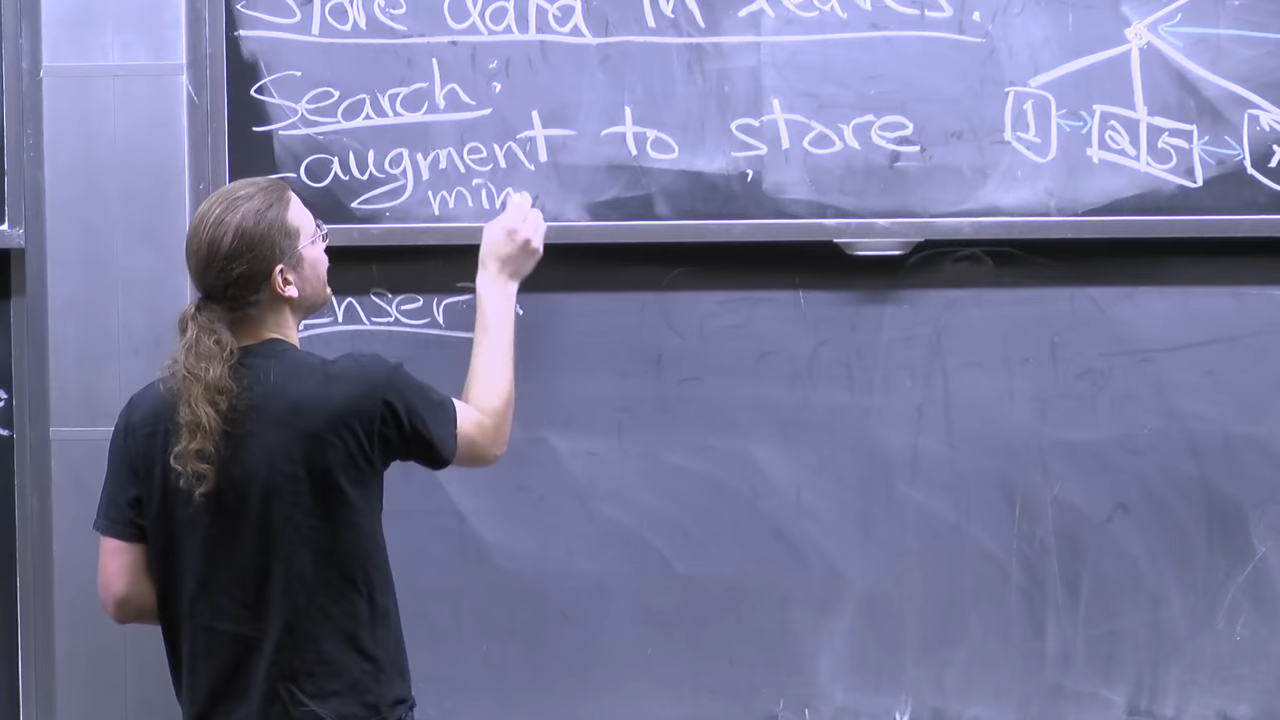 Store data in leaves.
Search:
-augment to store
min
Insert
1
2 5